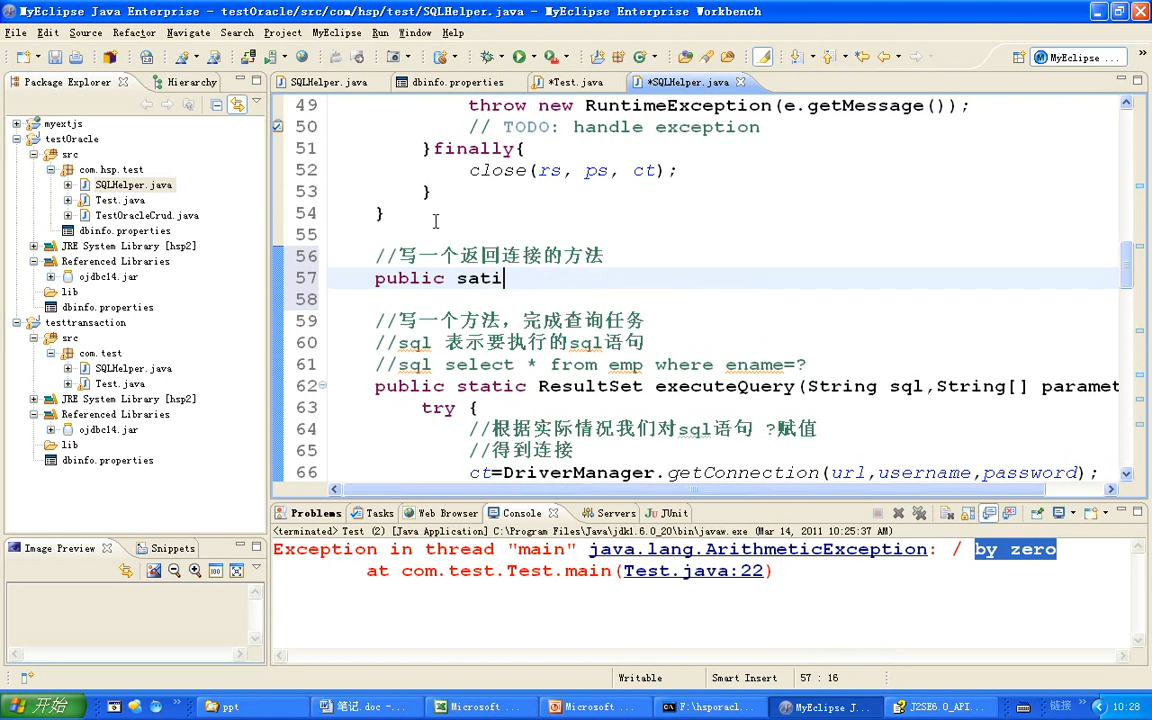 MyEclipse Java Enterprise - testOracle/src/com/hsp/test/SQLHelper.java - MyEclipse Enterprise Workbench
File Edit Source Refactor Navigate Search Project MyEclipse Run Window Help
MyEclipse ...
Package Explorer
Hierarchy
SQLHelper.java
dbinfo.properties
*Test.java
*SQLHelper.java
myextjs
testOracle
src
com.hsp.test
SQLHelper.java
Test.java
TestOracleCrud.java
dbinfo.properties
JRE System Library [hsp2]
Referenced Libraries
ojdbc14.jar
lib
dbinfo.properties
testtransaction
src
com.test
SQLHelper.java
Test.java
JRE System Library [hsp2]
Referenced Libraries
ojdbc14.jar
lib
dbinfo.properties
49 throw new RuntimeException(e.getMessage());
50 // TODO: handle exception
51 }finally{
52 close(rs, ps, ct);
53 }
54 }
55
56 //写一个返回连接的方法
57 public sati
58
59 //写一个方法，完成查询任务
60 //sql 表示要执行的sql语句
61 //sql select * from emp where ename=?
62 public static ResultSet executeQuery(String sql,String[] paramet
63 try {
64 //根据实际情况我们对sql语句 ?赋值
65 //得到连接
66 ct=DriverManager.getConnection(url,username,password);
Image Preview
Snippets
Problems Tasks Web Browser Console Servers JUnit
<terminated> Test (2) [Java Application] C:\Program Files\Java\jdk1.6.0_20\bin\javaw.exe (Mar 14, 2011 10:25:37 AM)
Exception in thread "main" java.lang.ArithmeticException: / by zero
at com.test.Test.main(Test.java:22)
Writable Smart Insert 57 : 16
开始
ppt
笔记.doc -...
Microsoft ...
Microsoft ...
F:\hsporacl...
MyEclipse J...
J2SE6.0_API...
链接
10:28